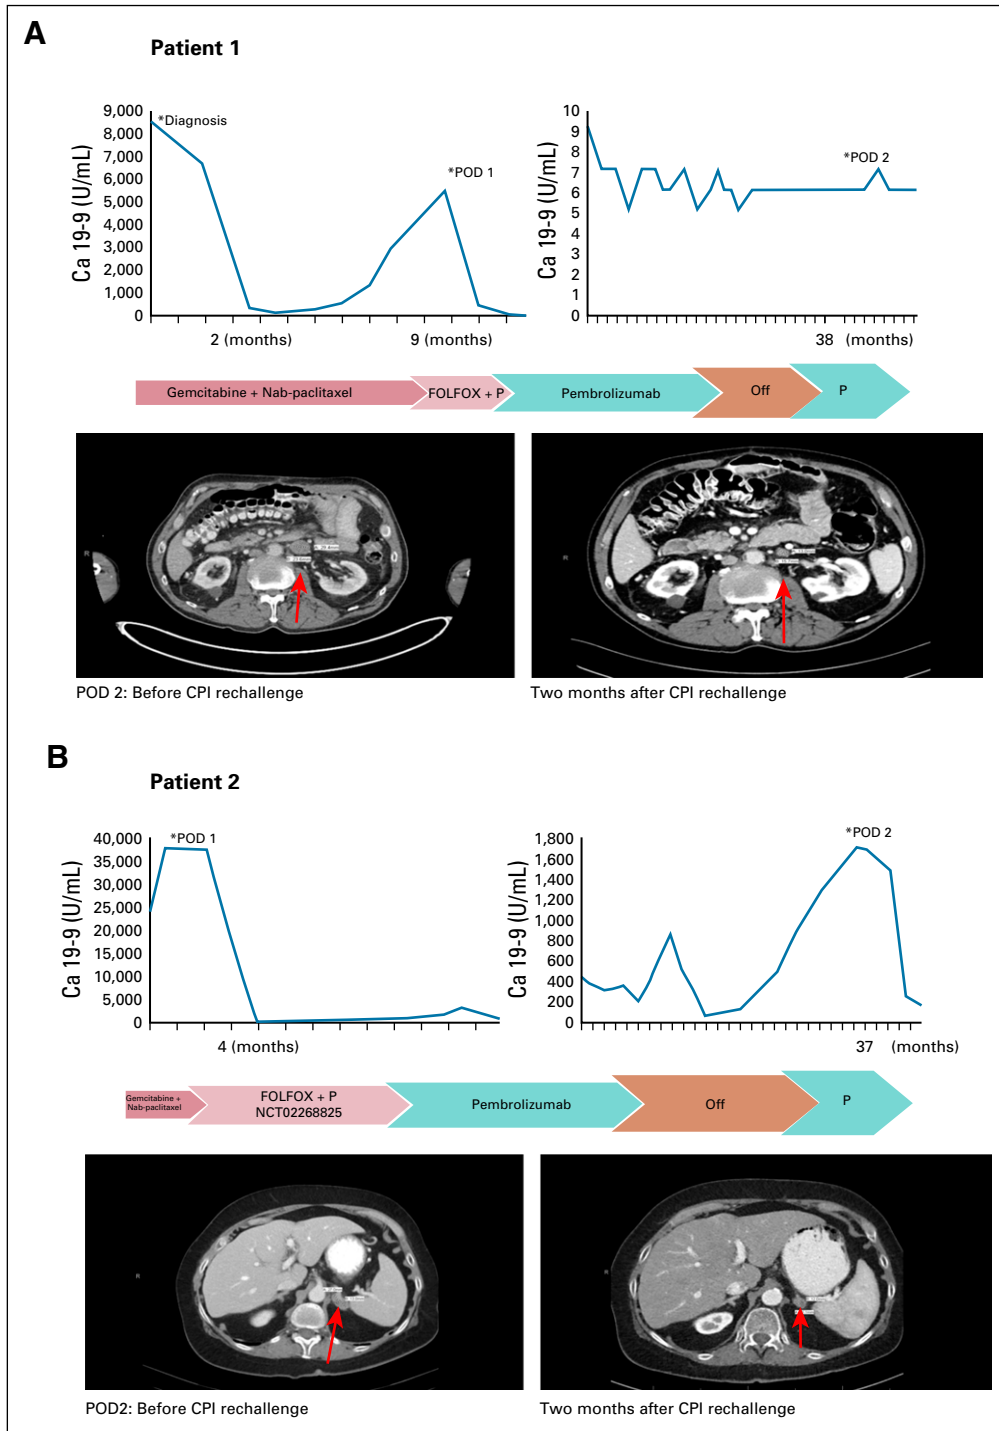 A
Patient 1
Ca 19-9 (U/mL)
9,000
8,000
7,000
6,000
5,000
4,000
3,000
2,000
1,000
0
*Diagnosis
*POD 1
2 (months)
9 (months)
Ca 19-9 (U/mL)
10
9
8
7
6
5
4
3
2
1
0
*POD 2
38 (months)
Gemcitabine + Nab-paclitaxel
FOLFOX + P
Pembrolizumab
Off
P
R
R
POD 2: Before CPI rechallenge
Two months after CPI rechallenge
B
Patient 2
Ca 19-9 (U/mL)
40,000
35,000
30,000
25,000
20,000
15,000
10,000
5,000
0
*POD 1
4 (months)
Ca 19-9 (U/mL)
1,800
1,600
1,400
1,200
1,000
800
600
400
200
0
*POD 2
37 (months)
Gemcitabine +
Nab-paclitaxel
FOLFOX + P
NCT02268825
Pembrolizumab
Off
P
R
R
POD2: Before CPI rechallenge
Two months after CPI rechallenge